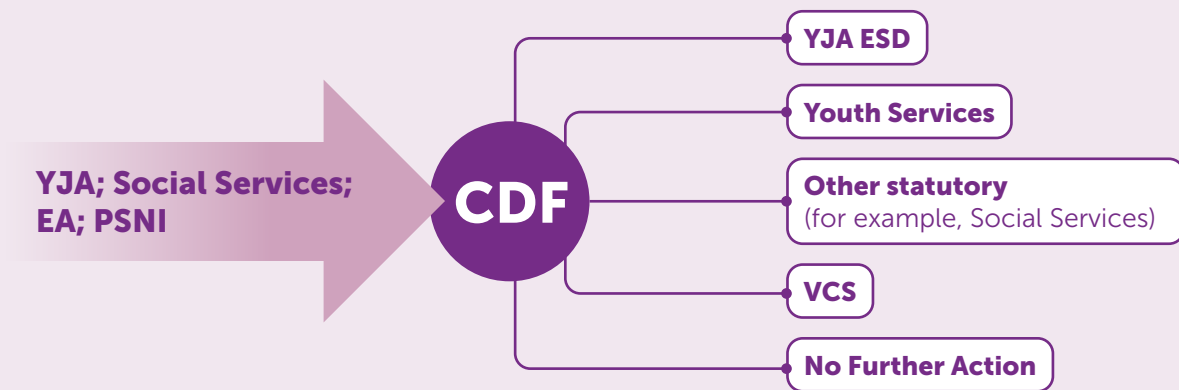 YJA; Social Services;
EA; PSNI
CDF
YJA ESD
Youth Services
Other statutory
(for example, Social Services)
VCS
No Further Action